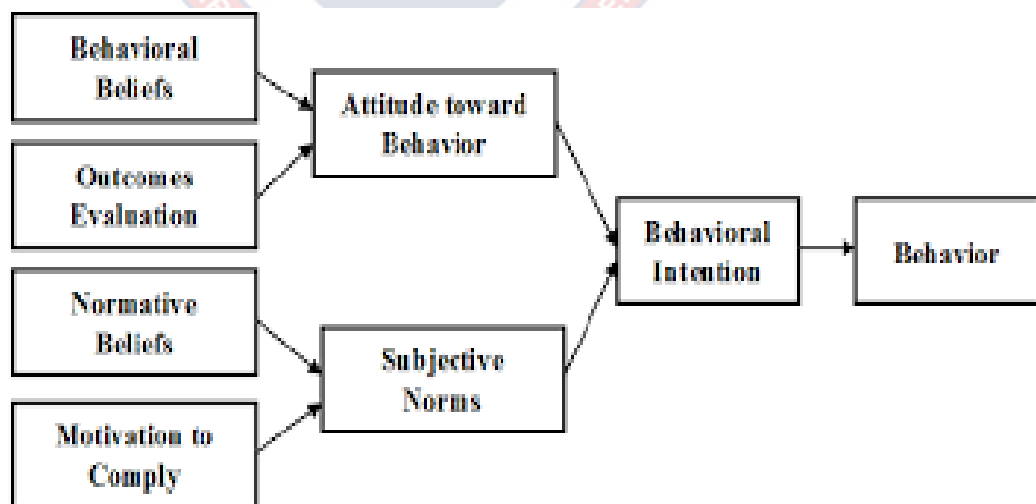 Behavioral
Beliefs
Outcomes
Evaluation
Normative
Beliefs
Motivation to
Comply
Attitude toward
Behavior
Subjective
Norms
Behavioral
Intention
Behavior